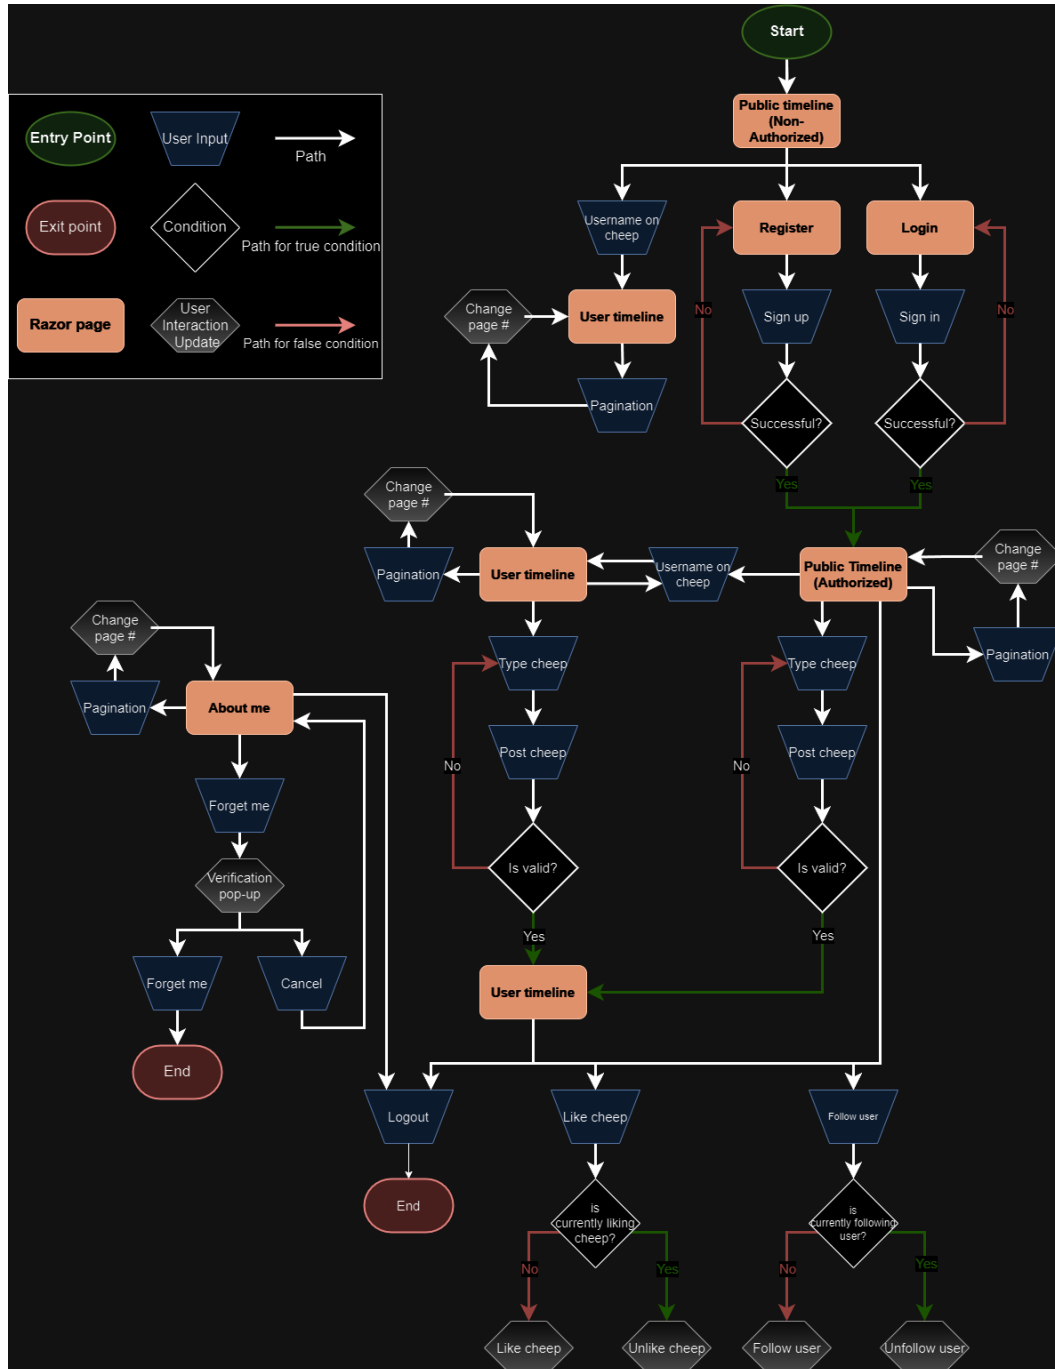 Start
Public timeline
(Non-
Authorized)
Entry Point
User Input
Path
Exit point
Condition
Path for true condition
Razor page
User
Interaction
Update
Path for false condition
Username on
cheep
Register
Login
Change
page #
User timeline
Sign up
Sign in
No
No
Pagination
Successful?
Successful?
Yes
Yes
Change
page #
Pagination
User timeline
Username on
cheep
Public Timeline
(Authorized)
Change
page #
Pagination
Change
page #
Pagination
About me
Type cheep
Type cheep
Post cheep
Post cheep
No
No
Forget me
Is valid?
Is valid?
Verification
pop-up
Yes
Yes
Forget me
Cancel
User timeline
End
Logout
Like cheep
Follow user
End
is
currently liking
cheep?
is
currently following
user?
No
Yes
No
Yes
Like cheep
Unlike cheep
Follow user
Unfollow user